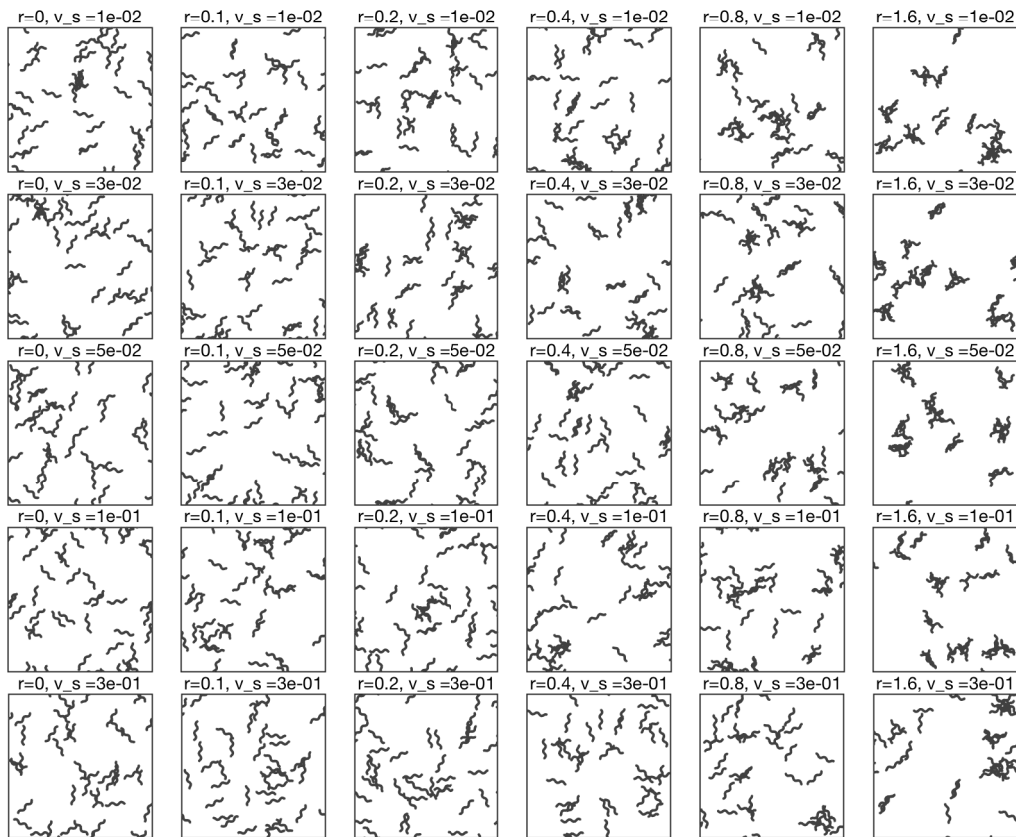 r=0, v_s =1e-02 r=0.1, v_s =1e-02 r=0.2, v_s =1e-02 r=0.4, v_s =1e-02 r=0.8, v_s =1e-02 r=1.6, v_s =1e-02
r=0, v_s =3e-02 r=0.1, v_s =3e-02 r=0.2, v_s =3e-02 r=0.4, v_s =3e-02 r=0.8, v_s =3e-02 r=1.6, v_s =3e-02
r=0, v_s =5e-02 r=0.1, v_s =5e-02 r=0.2, v_s =5e-02 r=0.4, v_s =5e-02 r=0.8, v_s =5e-02 r=1.6, v_s =5e-02
r=0, v_s =1e-01 r=0.1, v_s =1e-01 r=0.2, v_s =1e-01 r=0.4, v_s =1e-01 r=0.8, v_s =1e-01 r=1.6, v_s =1e-01
r=0, v_s =3e-01 r=0.1, v_s =3e-01 r=0.2, v_s =3e-01 r=0.4, v_s =3e-01 r=0.8, v_s =3e-01 r=1.6, v_s =3e-01